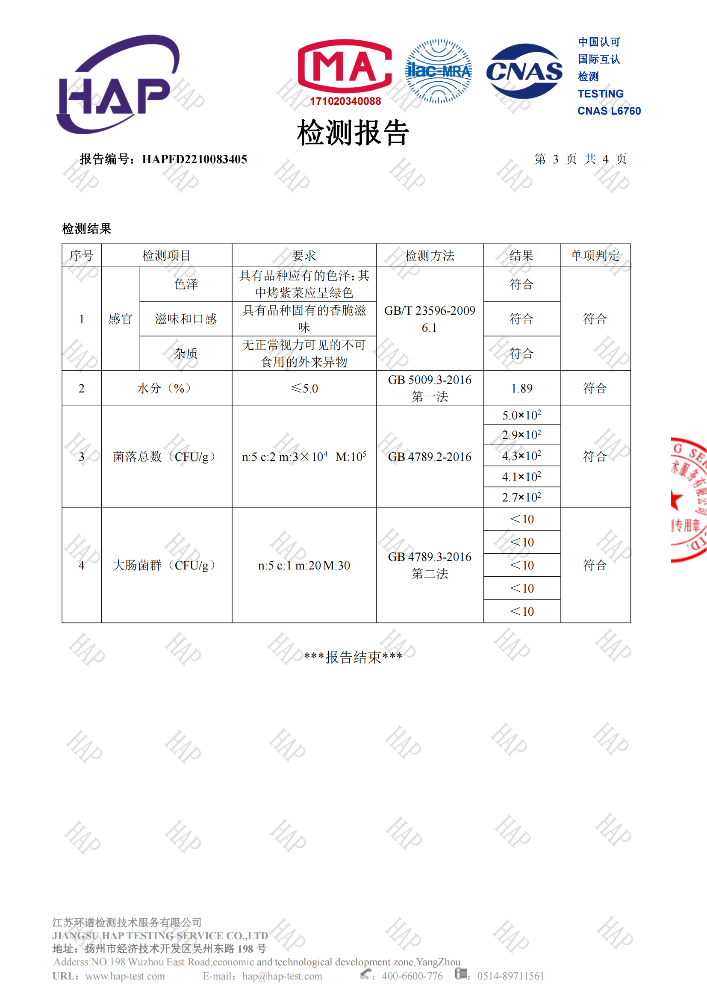 HAP
MA
171020340088
ilac-MRA
CNAS
中国认可
国际互认
检测
TESTING
CNAS L6760
检测报告
报告编号：HAPFD2210083405
第 3 页 共 4 页
检测结果
序号 检测项目 要求 检测方法 结果 单项判定
1 感官 色泽 具有品种应有的色泽；其
中烤紫菜应呈绿色
符合
滋味和口感 具有品种固有的香脆滋
味
GB/T 23596-2009
6.1
符合 符合
杂质 无正常视力可见的不可
食用的外来异物
符合
2 水分（%） ≤5.0 GB 5009.3-2016
第一法
1.89 符合
3 菌落总数（CFU/g） n:5 c:2 m:3×10⁴ M:10⁵ GB 4789.2-2016
5.0×10²
2.9×10²
4.3×10²
4.1×10²
2.7×10²
符合
4 大肠菌群（CFU/g） n:5 c:1 m:20 M:30 GB 4789.3-2016
第二法
＜10
＜10
＜10
＜10
＜10
符合
***报告结束***
G SER
术服务有限公司
专用章
TD.
江苏环谱检测技术服务有限公司
JIANGSU HAP TESTING SERVICE CO.,LTD
地址：扬州市经济技术开发区吴州东路 198 号
Adderss:NO.198 Wuzhou East Road,economic and technological development zone,YangZhou
URL：www.hap-test.com E-mail：hap@hap-test.com ：400-6600-776 ：0514-89711561